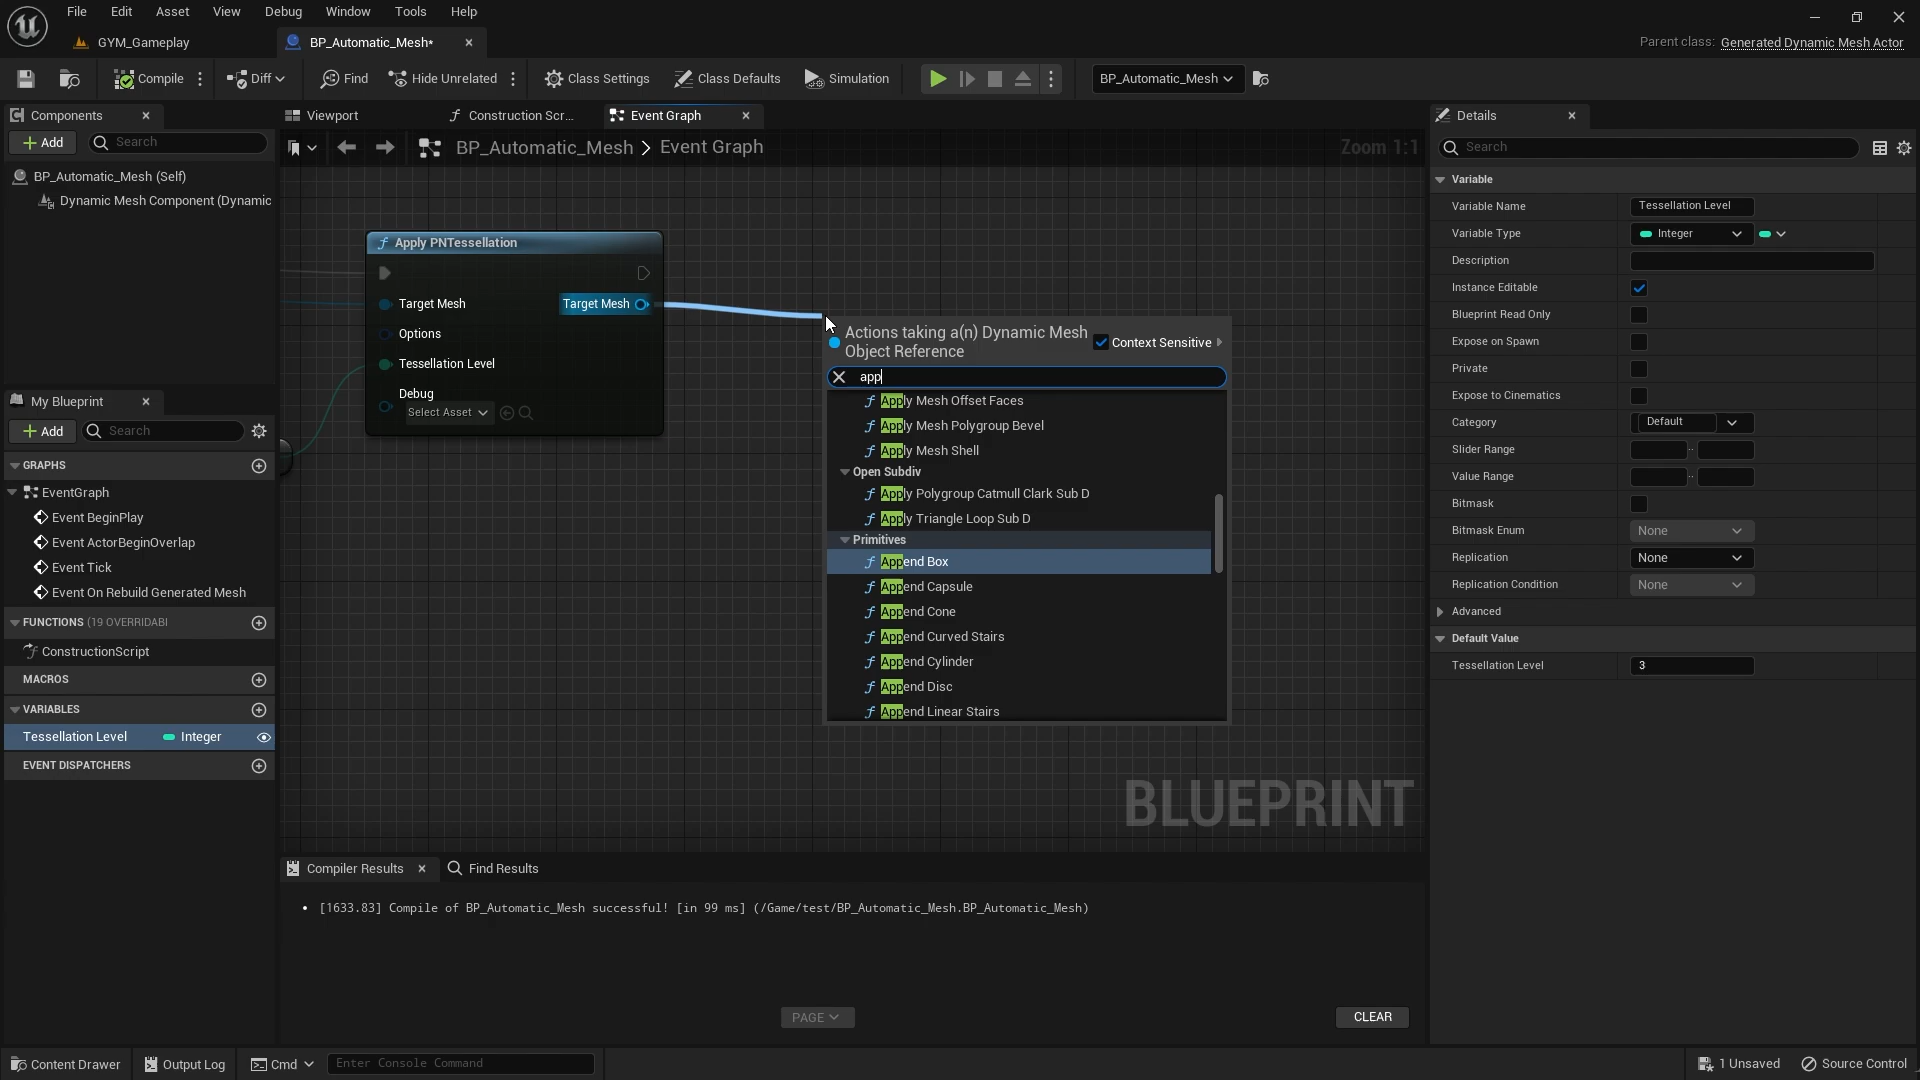 File Edit Asset View Debug Window Tools Help
GYM_Gameplay
BP_Automatic_Mesh*
Parent class: Generated Dynamic Mesh Actor
Compile
Diff
Find
Hide Unrelated
Class Settings
Class Defaults
Simulation
BP_Automatic_Mesh
Components
Add
Search
BP_Automatic_Mesh (Self)
Dynamic Mesh Component (Dynamic
My Blueprint
Add
Search
GRAPHS
EventGraph
Event BeginPlay
Event ActorBeginOverlap
Event Tick
Event On Rebuild Generated Mesh
FUNCTIONS (19 OVERRIDABI
ConstructionScript
MACROS
VARIABLES
Tessellation Level Integer
EVENT DISPATCHERS
Viewport
Construction Scr...
Event Graph
BP_Automatic_Mesh > Event Graph
Zoom 1:1
Apply PNTessellation
Target Mesh
Target Mesh
Options
Tessellation Level
Debug
Select Asset
Actions taking a(n) Dynamic Mesh
Object Reference
Context Sensitive
app
Apply Mesh Offset Faces
Apply Mesh Polygroup Bevel
Apply Mesh Shell
Open Subdiv
Apply Polygroup Catmull Clark Sub D
Apply Triangle Loop Sub D
Primitives
Append Box
Append Capsule
Append Cone
Append Curved Stairs
Append Cylinder
Append Disc
Append Linear Stairs
BLUEPRINT
Compiler Results
Find Results
[1633.83] Compile of BP_Automatic_Mesh successful! [in 99 ms] (/Game/test/BP_Automatic_Mesh.BP_Automatic_Mesh)
PAGE
CLEAR
Details
Search
Variable
Variable Name Tessellation Level
Variable Type Integer
Description
Instance Editable
Blueprint Read Only
Expose on Spawn
Private
Expose to Cinematics
Category Default
Slider Range
Value Range
Bitmask
Bitmask Enum None
Replication None
Replication Condition None
Advanced
Default Value
Tessellation Level 3
Content Drawer
Output Log
Cmd
Enter Console Command
1 Unsaved
Source Control